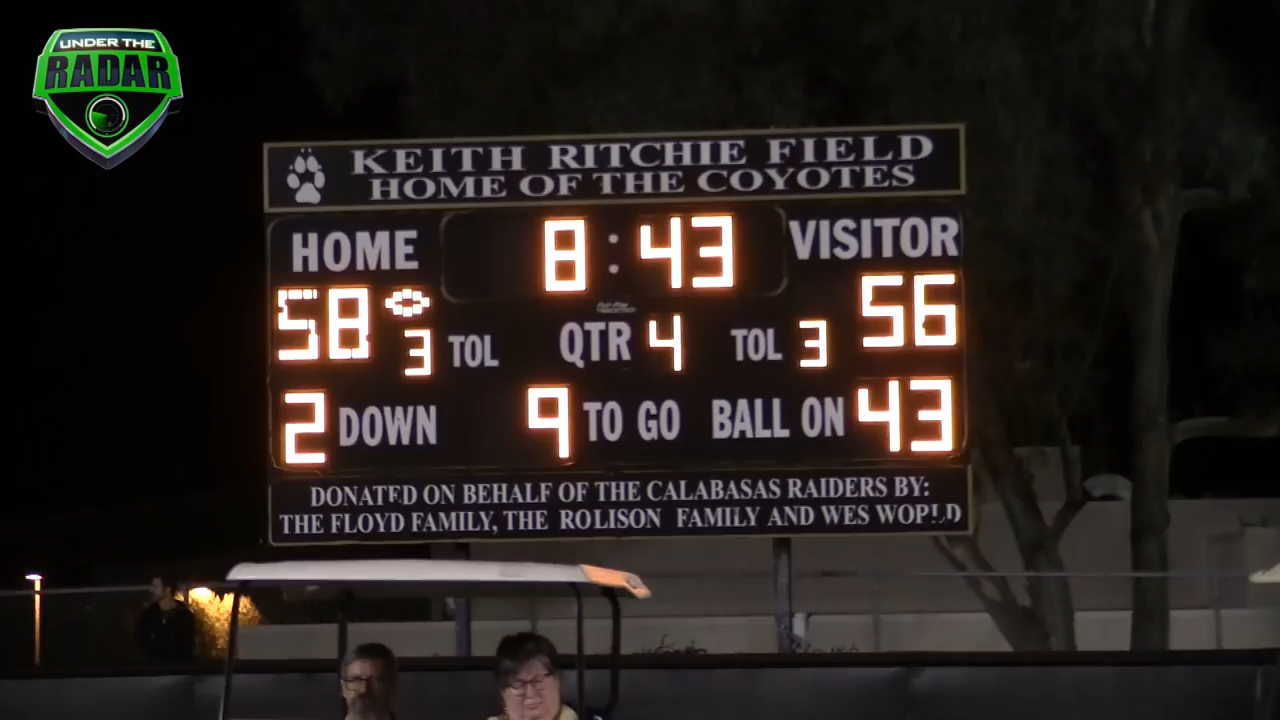 UNDER THE
RADAR
KEITH RITCHIE FIELD
HOME OF THE COYOTES
HOME 8:43 VISITOR
58 56
3 TOL QTR 4 TOL 3
2 DOWN 9 TO GO BALL ON 43
DONATED ON BEHALF OF THE CALABASAS RAIDERS BY:
THE FLOYD FAMILY, THE ROLISON FAMILY AND WES WORLD